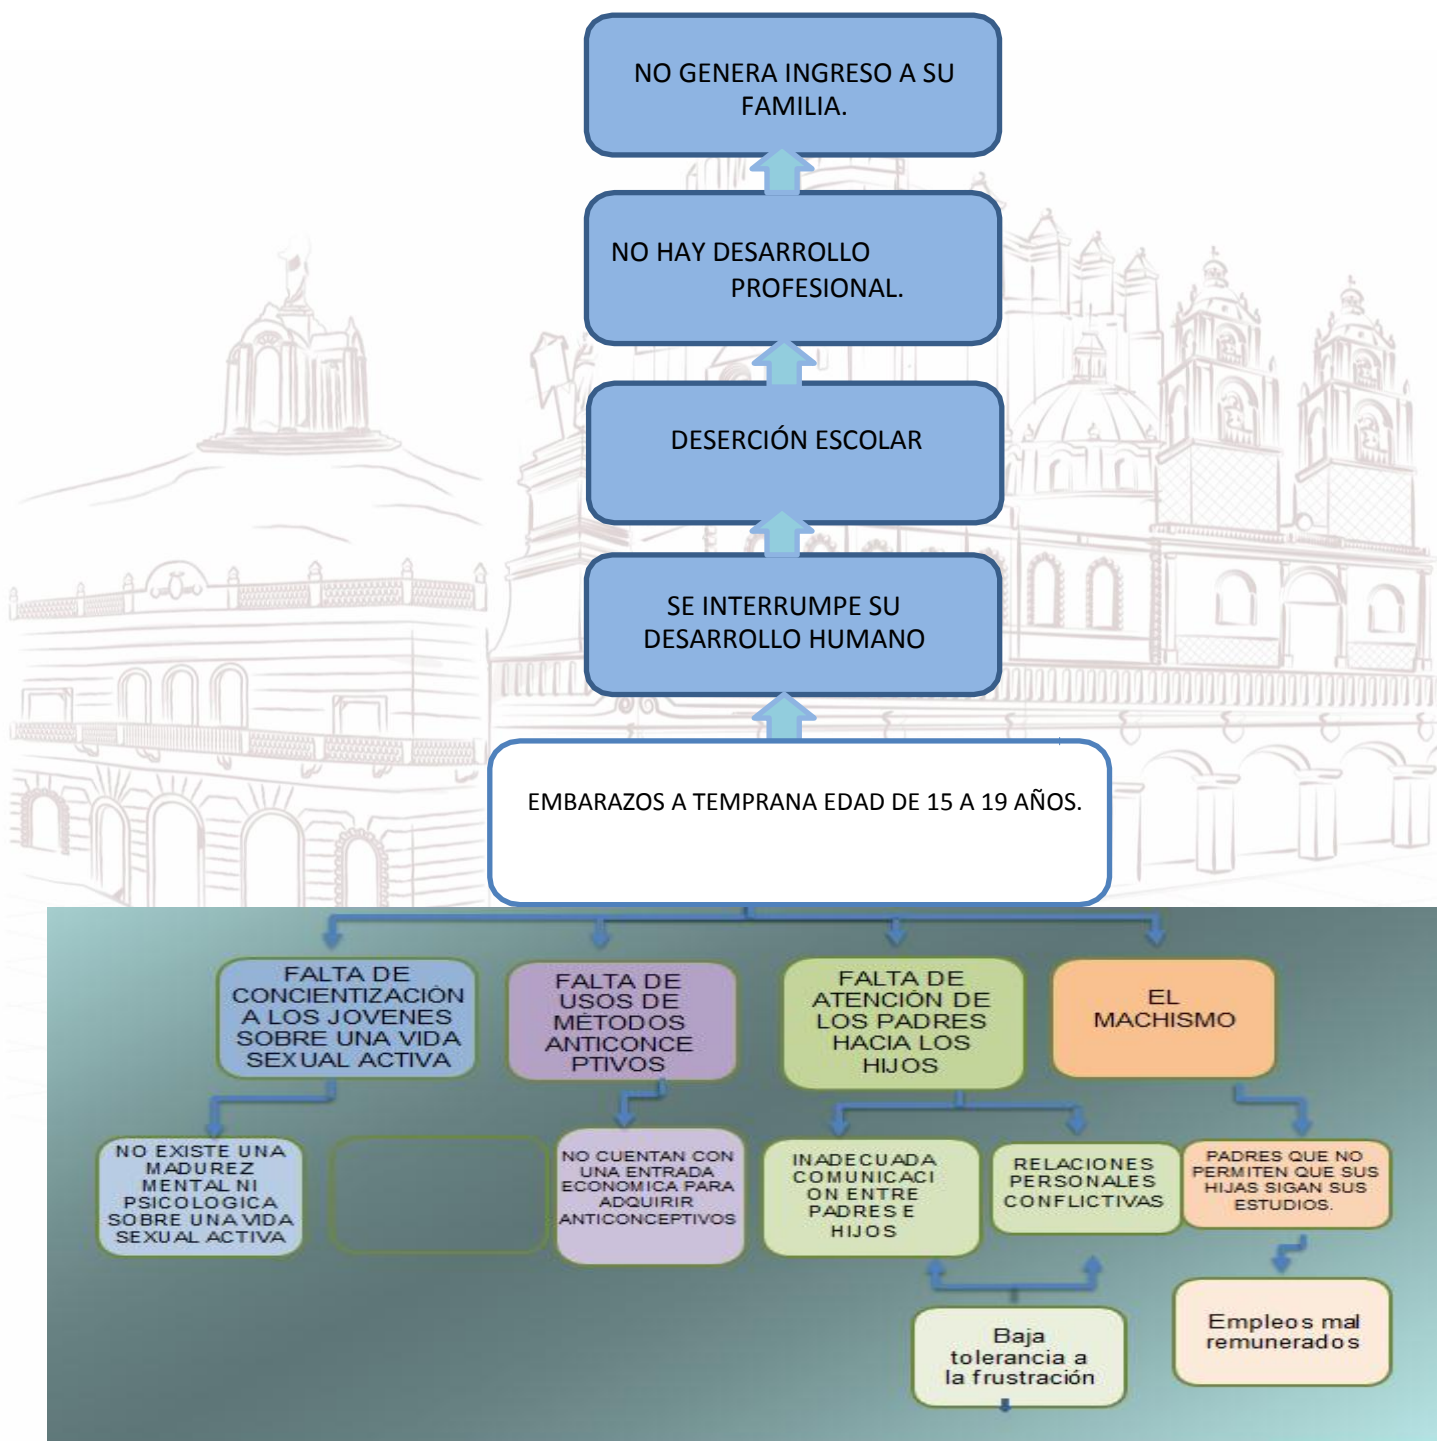 NO GENERA INGRESO A SU
FAMILIA.
NO HAY DESARROLLO
PROFESIONAL.
DESERCIÓN ESCOLAR
SE INTERRUMPE SU
DESARROLLO HUMANO
EMBARAZOS A TEMPRANA EDAD DE 15 A 19 AÑOS.
FALTA DE
CONCIENTIZACIÓN
A LOS JOVENES
SOBRE UNA VIDA
SEXUAL ACTIVA
FALTA DE
USOS DE
MÉTODOS
ANTICONCE
PTIVOS
FALTA DE
ATENCIÓN DE
LOS PADRES
HACIA LOS
HIJOS
EL
MACHISMO
NO EXISTE UNA
MADUREZ
MENTAL NI
PSICOLOGICA
SOBRE UNA VIDA
SEXUAL ACTIVA
NO CUENTAN CON
UNA ENTRADA
ECONOMICA PARA
ADQUIRIR
ANTICONCEPTIVOS
INADECUADA
COMUNICACI
ON ENTRE
PADRES E
HIJOS
RELACIONES
PERSONALES
CONFLICTIVAS
PADRES QUE NO
PERMITEN QUE SUS
HIJAS SIGAN SUS
ESTUDIOS.
Baja
tolerancia a
la frustración
Empleos mal
remunerados